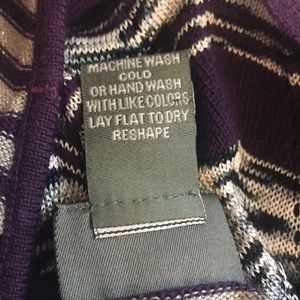 MACHINE WASH
COLD
OR HAND WASH
WITH LIKE COLORS
LAY FLAT TO DRY
RESHAPE